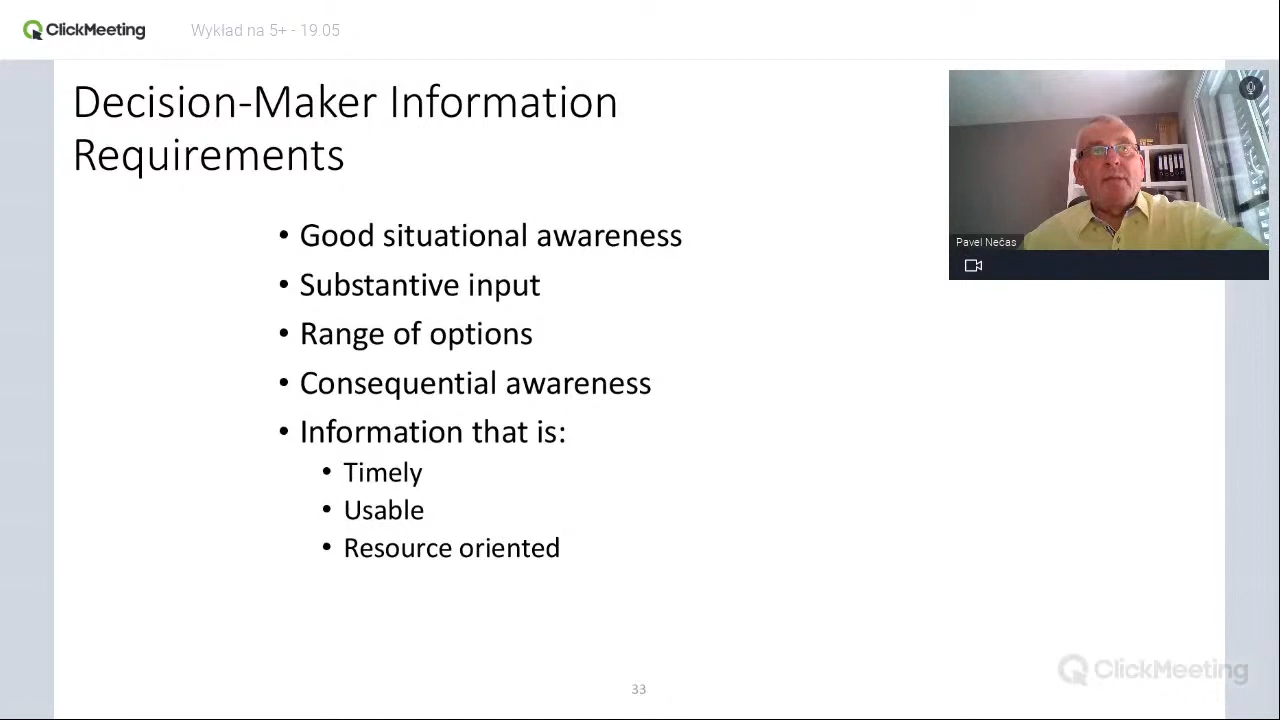 ClickMeeting
Wykład na 5+ - 19.05
Decision-Maker Information
Requirements
• Good situational awareness
• Substantive input
• Range of options
• Consequential awareness
• Information that is:
• Timely
• Usable
• Resource oriented
Pavel Nečas
ClickMeeting
33